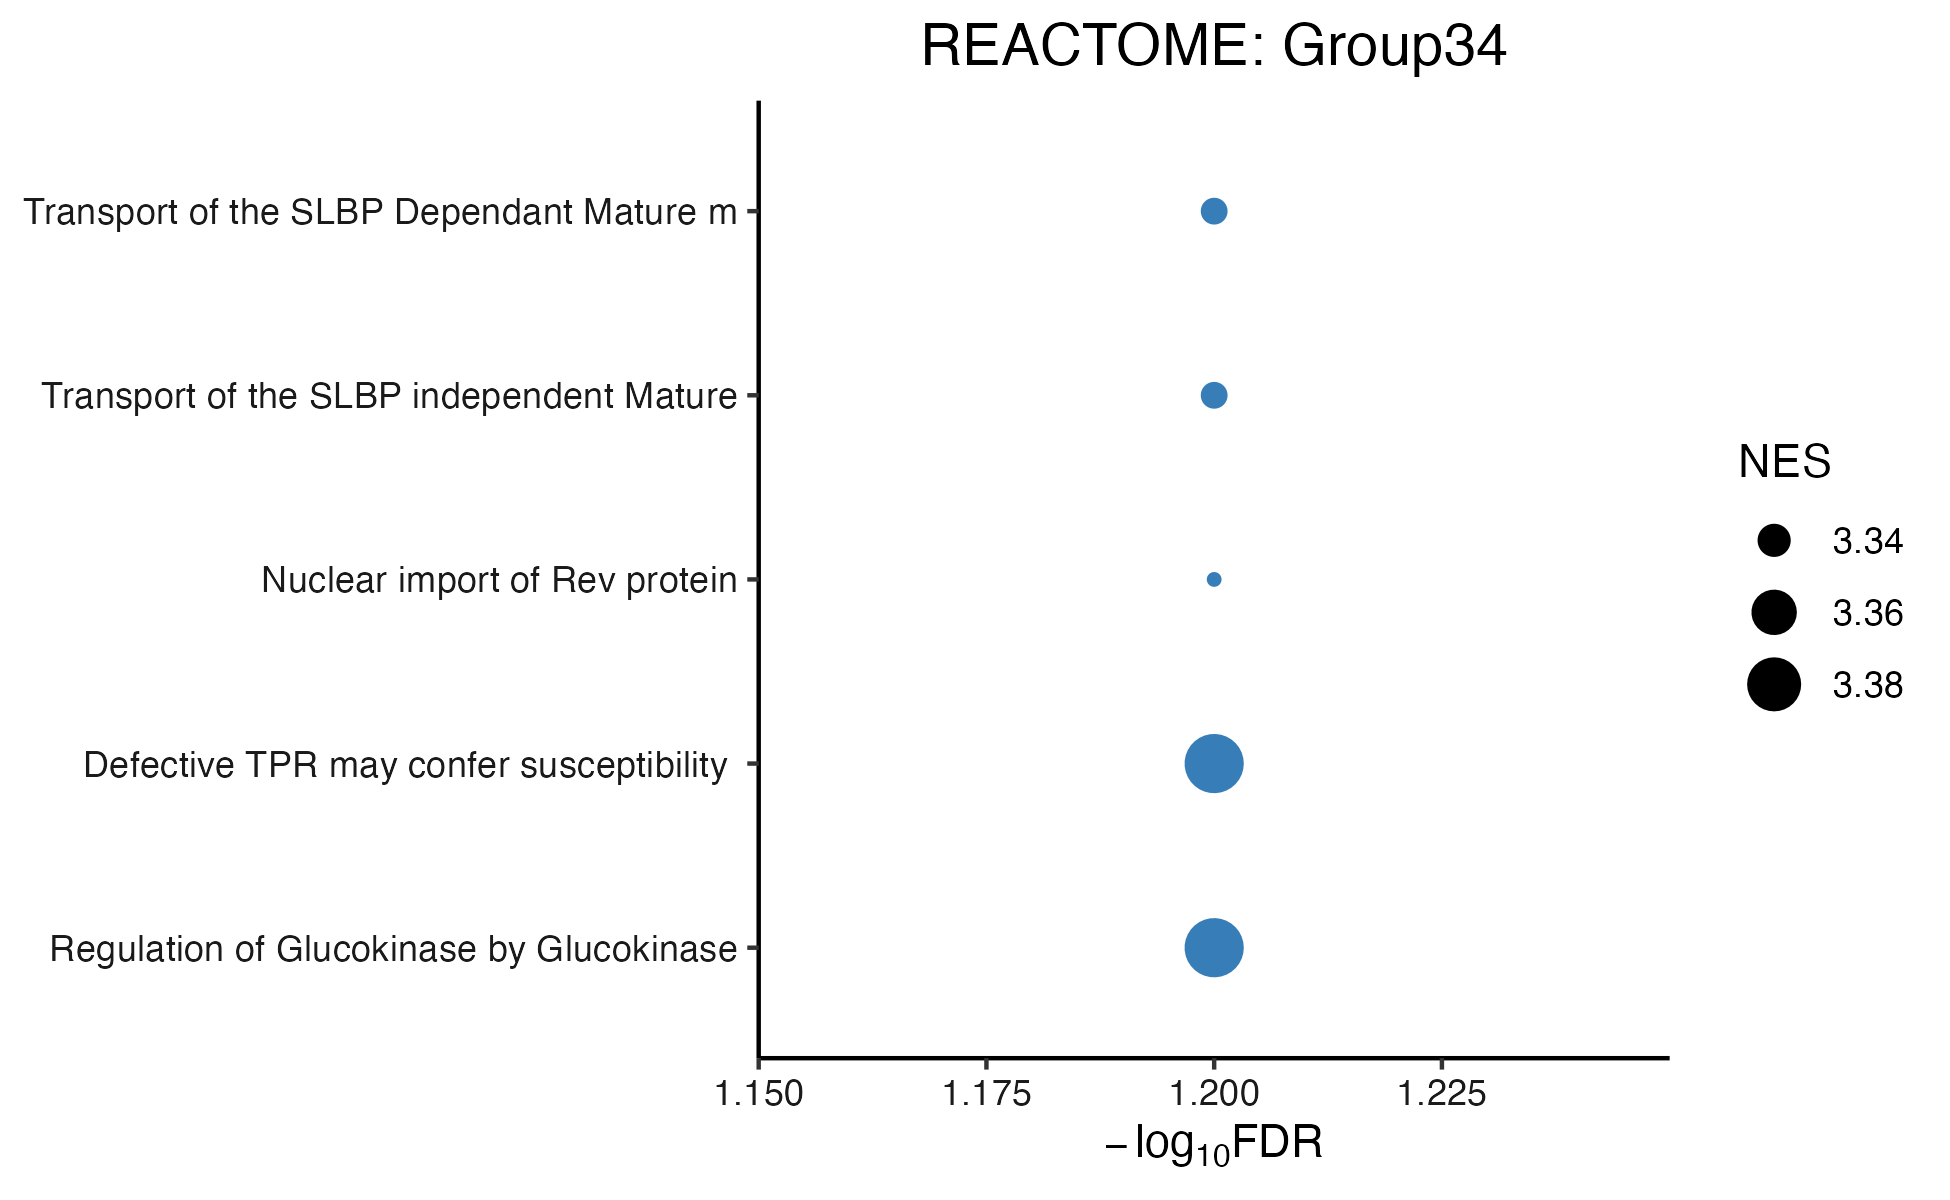 REACTOME: Group34
Transport of the SLBP Dependant Mature m
Transport of the SLBP independent Mature
Nuclear import of Rev protein
Defective TPR may confer susceptibility
Regulation of Glucokinase by Glucokinase
1.150 1.175 1.200 1.225
−log₁₀FDR
NES
3.34
3.36
3.38